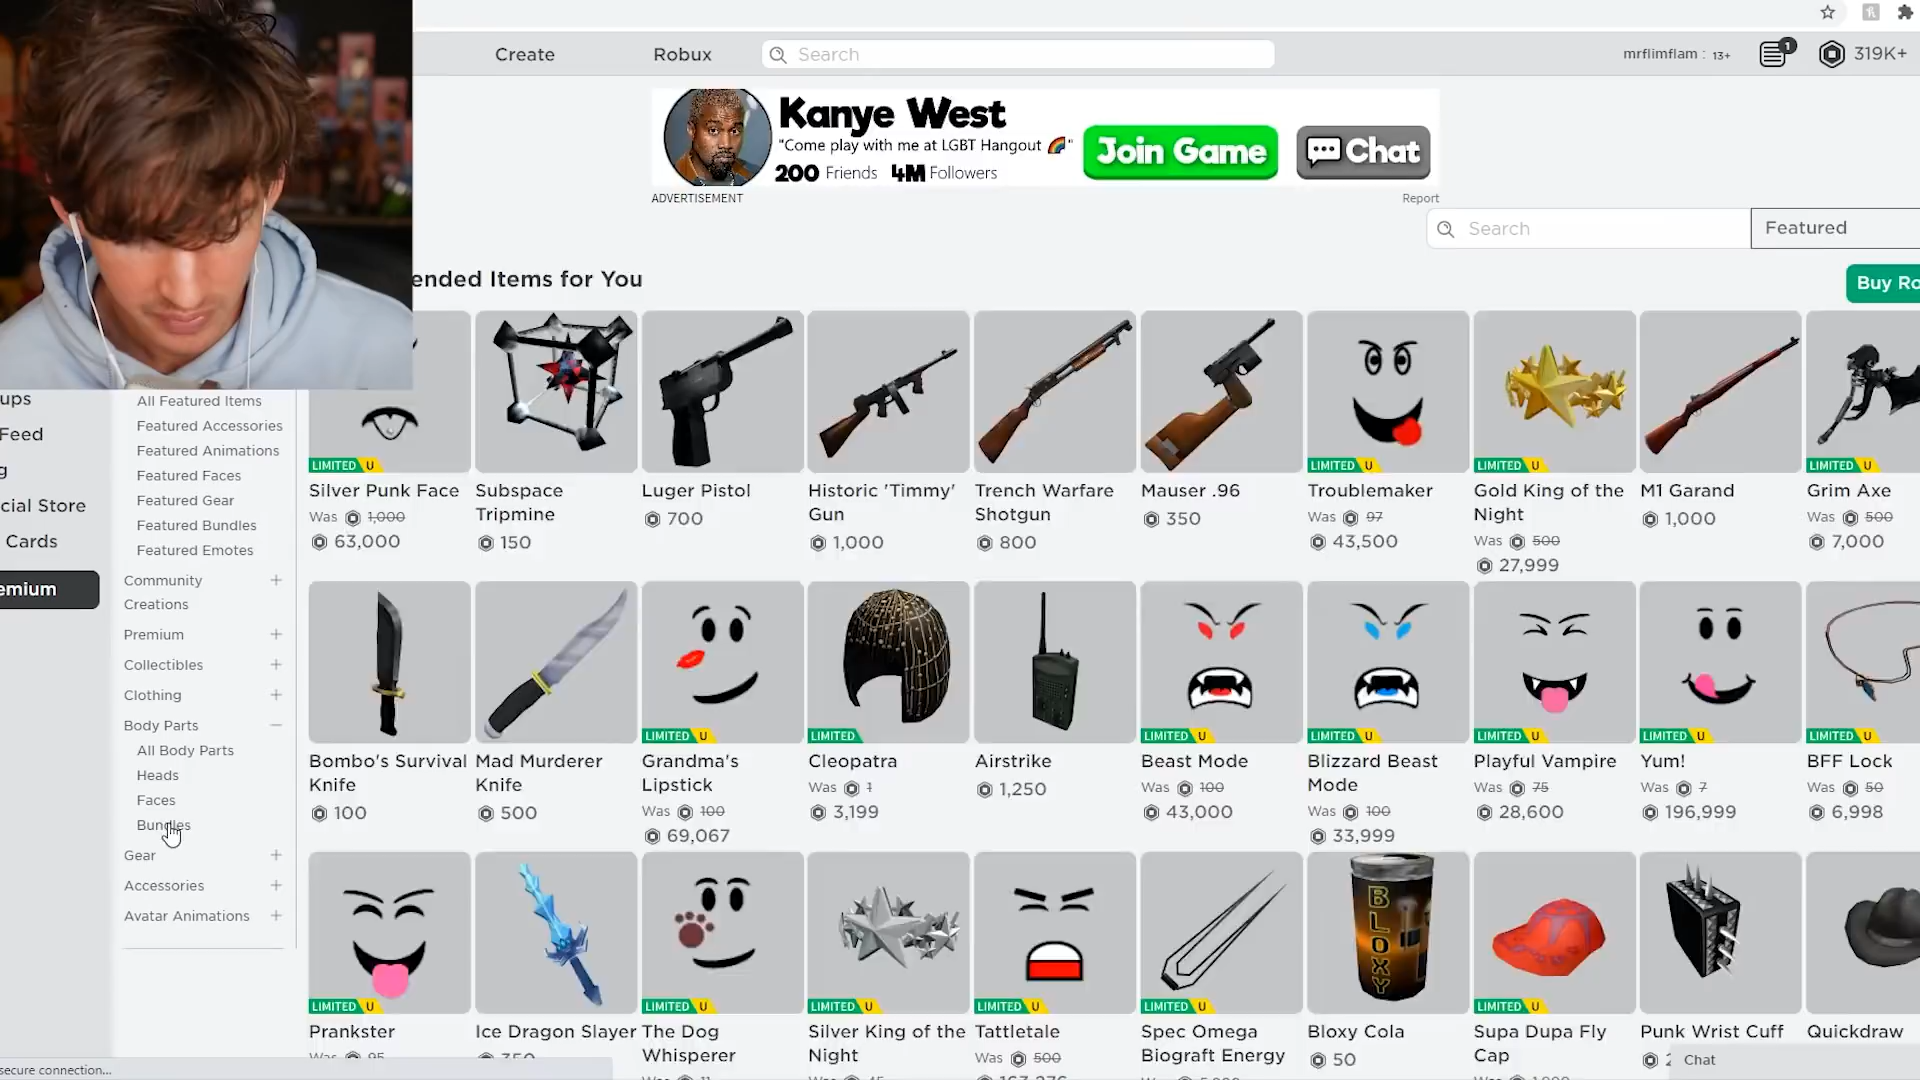 Create
Robux
Search
mrflimflam : 13+
1
319K+
Kanye West
"Come play with me at LGBT Hangout 🌈"
200 Friends 4M Followers
Join Game
Chat
ADVERTISEMENT
Report
Search
Featured
ended Items for You
Buy Ro
ups
Feed
g
cial Store
Cards
emium
All Featured Items
Featured Accessories
Featured Animations
Featured Faces
Featured Gear
Featured Bundles
Featured Emotes
Community
Creations
Premium
Collectibles
Clothing
Body Parts
All Body Parts
Heads
Faces
Bundles
Gear
Accessories
Avatar Animations
LIMITED U
Silver Punk Face
Was 1,000
63,000
Subspace
Tripmine
150
Luger Pistol
700
Historic 'Timmy'
Gun
1,000
Trench Warfare
Shotgun
800
Mauser .96
350
LIMITED U
Troublemaker
Was 97
43,500
LIMITED U
Gold King of the
Night
Was 500
27,999
M1 Garand
1,000
LIMITED U
Grim Axe
Was 500
7,000
Bombo's Survival
Knife
100
Mad Murderer
Knife
500
LIMITED U
Grandma's
Lipstick
Was 100
69,067
LIMITED
Cleopatra
Was 1
3,199
Airstrike
1,250
LIMITED U
Beast Mode
Was 100
43,000
LIMITED U
Blizzard Beast
Mode
Was 100
33,999
LIMITED U
Playful Vampire
Was 75
28,600
LIMITED U
Yum!
Was 7
196,999
LIMITED U
BFF Lock
Was 50
6,998
LIMITED U
Prankster
Was 95
Ice Dragon Slayer
350
LIMITED U
The Dog
Whisperer
LIMITED U
Silver King of the
Night
LIMITED U
Tattletale
Was 500
LIMITED U
Spec Omega
Biograft Energy
BLOXY
Bloxy Cola
50
LIMITED U
Supa Dupa Fly
Cap
Punk Wrist Cuff
Quickdraw
Chat
secure connection...